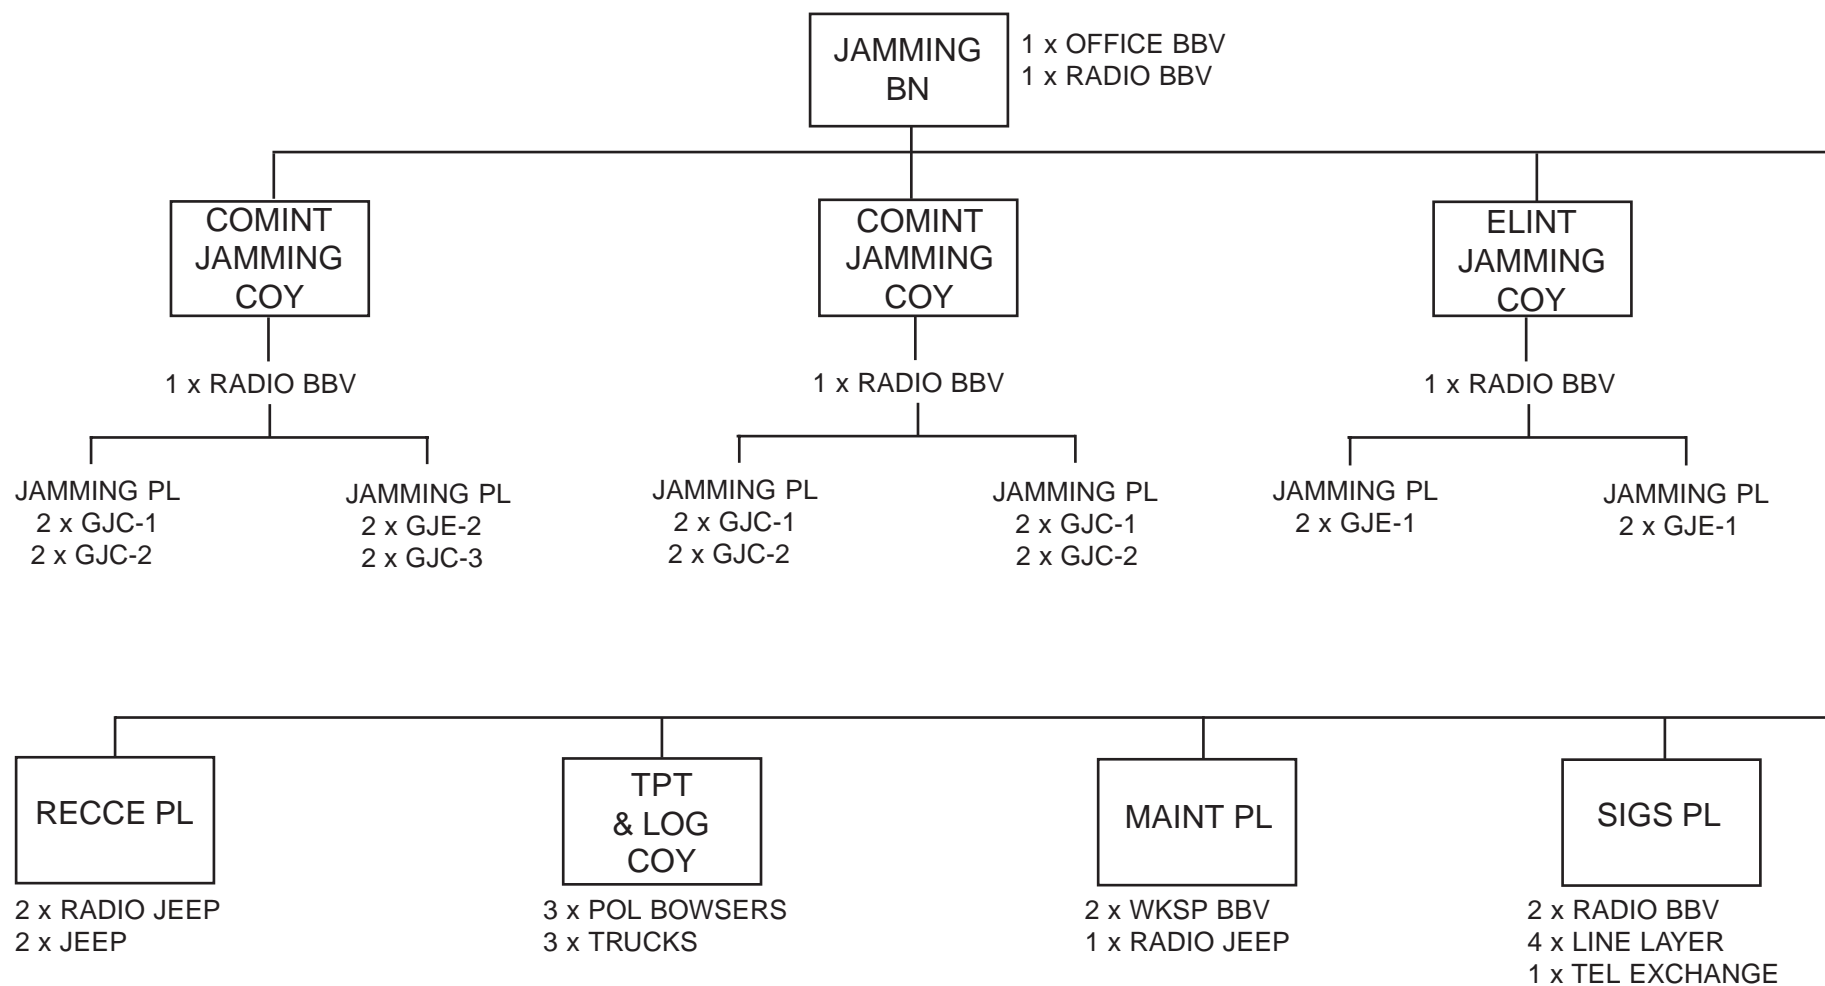 JAMMING
BN
1 x OFFICE BBV
1 x RADIO BBV
COMINT
JAMMING
COY
COMINT
JAMMING
COY
ELINT
JAMMING
COY
1 x RADIO BBV
1 x RADIO BBV
1 x RADIO BBV
JAMMING PL
2 x GJC-1
2 x GJC-2
JAMMING PL
2 x GJE-2
2 x GJC-3
JAMMING PL
2 x GJC-1
2 x GJC-2
JAMMING PL
2 x GJC-1
2 x GJC-2
JAMMING PL
2 x GJE-1
JAMMING PL
2 x GJE-1
RECCE PL
2 x RADIO JEEP
2 x JEEP
TPT
& LOG
COY
3 x POL BOWSERS
3 x TRUCKS
MAINT PL
2 x WKSP BBV
1 x RADIO JEEP
SIGS PL
2 x RADIO BBV
4 x LINE LAYER
1 x TEL EXCHANGE